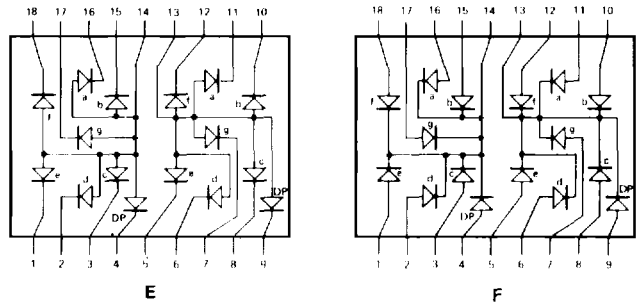 18 17 16 15 14 13 12 11 10
a a
f b f b
g g
e c e d c
d DP
DP
1 2 3 4 5 6 7 8 9
E
18 17 16 15 14 13 12 11 10
a a
f b f b
g g
e c e c
d d DP
DP
1 2 3 4 5 6 7 8 9
F